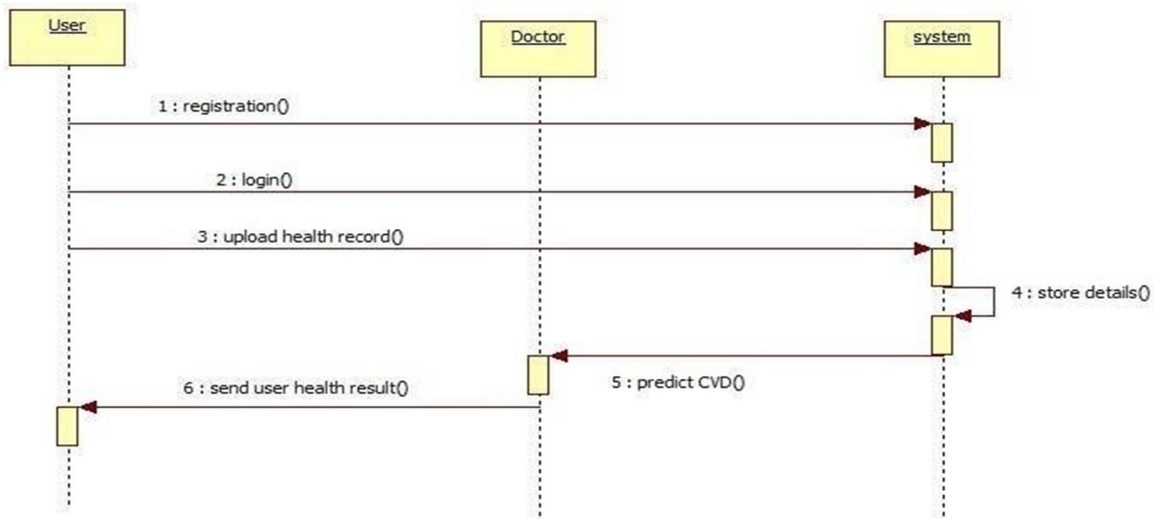 User
Doctor
system
1 : registration()
2 : login()
3 : upload health record()
4 : store details()
5 : predict CVD()
6 : send user health result()